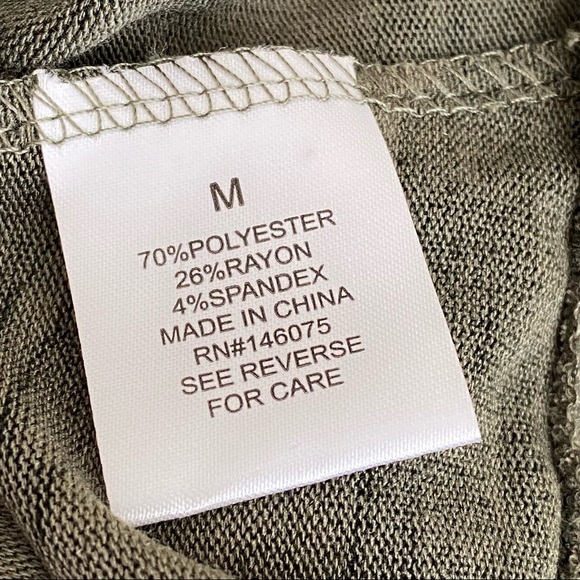 M
70%POLYESTER
26%RAYON
4%SPANDEX
MADE IN CHINA
RN#146075
SEE REVERSE
FOR CARE